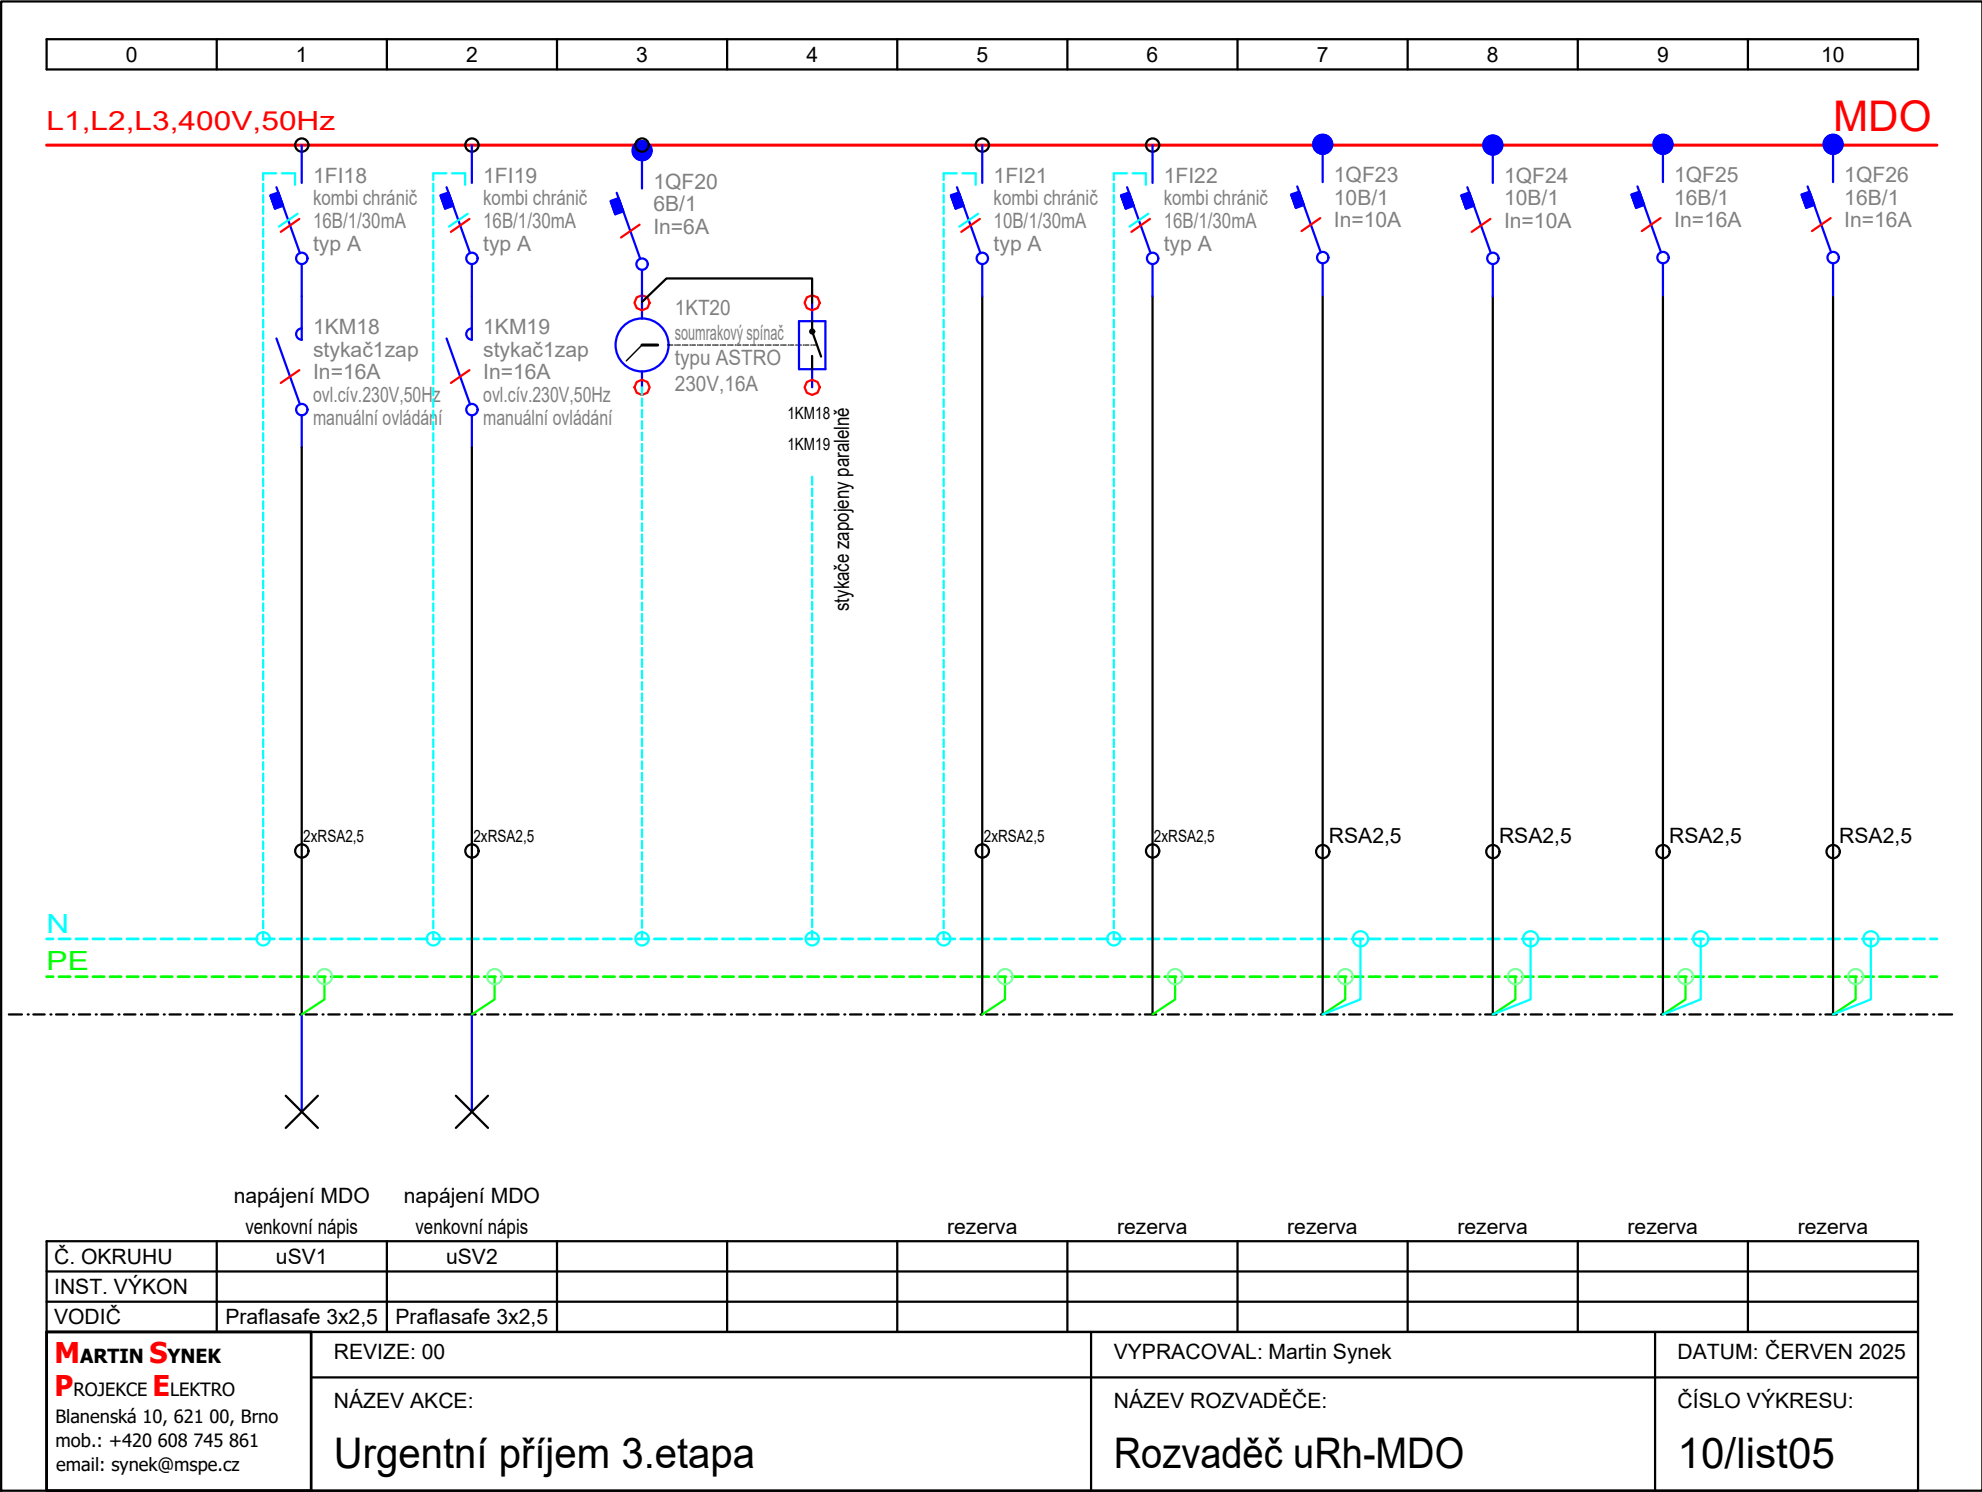 0 1 2 3 4 5 6 7 8 9 10
L1,L2,L3,400V,50Hz
MDO
1FI18
kombi chránič
16B/1/30mA
typ A
1FI19
kombi chránič
16B/1/30mA
typ A
1QF20
6B/1
In=6A
1FI21
kombi chránič
10B/1/30mA
typ A
1FI22
kombi chránič
16B/1/30mA
typ A
1QF23
10B/1
In=10A
1QF24
10B/1
In=10A
1QF25
16B/1
In=16A
1QF26
16B/1
In=16A
1KM18
stykač1zap
In=16A
ovl.cív.230V,50Hz
manuální ovládání
1KM19
stykač1zap
In=16A
ovl.cív.230V,50Hz
manuální ovládání
1KT20
soumrakový spínač
typu ASTRO
230V,16A
1KM18
1KM19
stykače zapojeny paralelně
2xRSA2,5
2xRSA2,5
2xRSA2,5
2xRSA2,5
RSA2,5
RSA2,5
RSA2,5
RSA2,5
N
PE
napájení MDO
venkovní nápis
napájení MDO
venkovní nápis
rezerva
rezerva
rezerva
rezerva
rezerva
rezerva
Č. OKRUHU uSV1 uSV2
INST. VÝKON
VODIČ Praflasafe 3x2,5 Praflasafe 3x2,5
MARTIN SYNEK
PROJEKCE ELEKTRO
Blanenská 10, 621 00, Brno
mob.: +420 608 745 861
email: synek@mspe.cz
REVIZE: 00
VYPRACOVAL: Martin Synek
DATUM: ČERVEN 2025
NÁZEV AKCE:
Urgentní příjem 3.etapa
NÁZEV ROZVADĚČE:
Rozvaděč uRh-MDO
ČÍSLO VÝKRESU:
10/list05